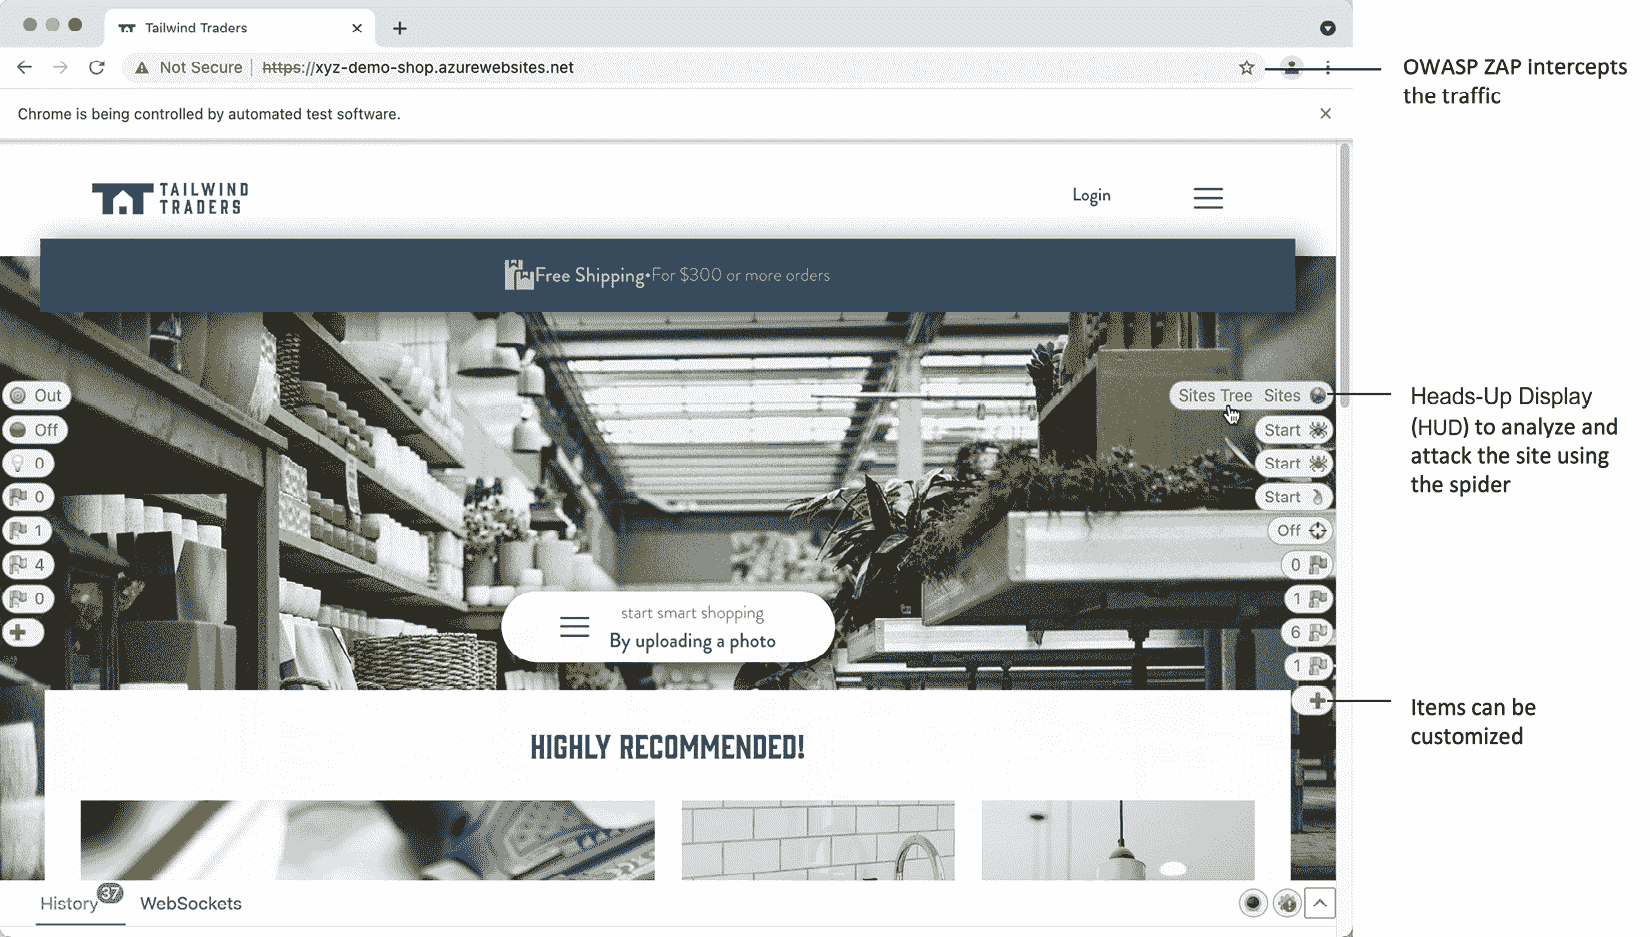 Tailwind Traders
Not Secure
https://xyz-demo-shop.azurewebsites.net
OWASP ZAP intercepts
the traffic
Chrome is being controlled by automated test software.
TAILWIND
TRADERS
Login
Free Shipping•For $300 or more orders
Out
Off
0
0
1
4
0
Sites Tree Sites
Start
Start
Start
Off
0
1
6
1
Heads-Up Display
(HUD) to analyze and
attack the site using
the spider
start smart shopping
By uploading a photo
Items can be
customized
HIGHLY RECOMMENDED!
History 37 WebSockets